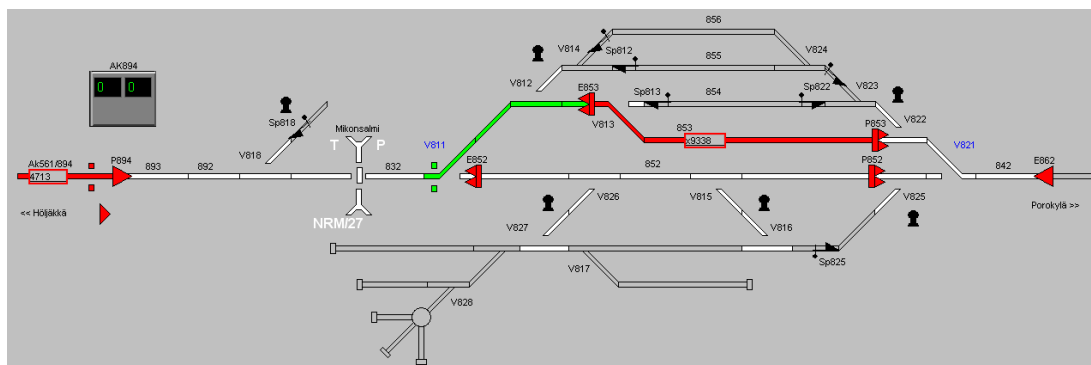 856
V814
Sp812
V824
AK894
0 0
855
V812
E853
Sp813
Sp822
V823
854
Sp818
Mikonsalmi
T P
V813
853
x9338
P853
V822
V811
V821
V818
Ak561/894
P894
4713
893
892
832
E852
852
P852
842
E862
<< Höljäkkä
NRM/27
V826
V815
V825
Porokylä >>
V827
V816
V817
Sp825
V828